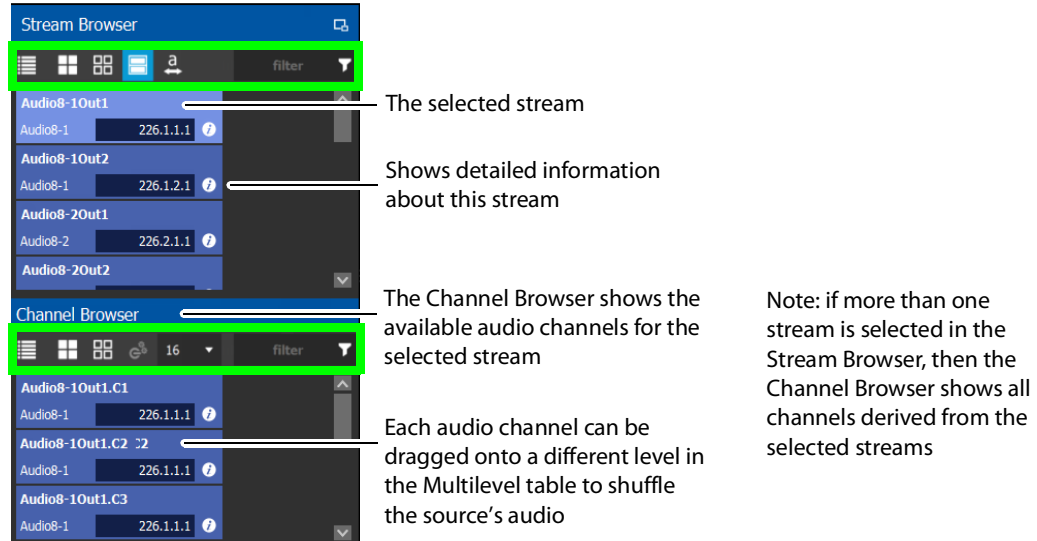 Stream Browser
a
filter
Audio8-1Out1
Audio8-1 226.1.1.1 i
Audio8-1Out2
Audio8-1 226.1.2.1 i
Audio8-2Out1
Audio8-2 226.2.1.1 i
Audio8-2Out2
The selected stream
Shows detailed information
about this stream
Channel Browser
16 filter
Audio8-1Out1.C1
Audio8-1 226.1.1.1 i
Audio8-1Out1.C2 C2
Audio8-1 226.1.1.1 i
Audio8-1Out1.C3
Audio8-1 226.1.1.1 i
The Channel Browser shows the
available audio channels for the
selected stream
Each audio channel can be
dragged onto a different level in
the Multilevel table to shuffle
the source’s audio
Note: if more than one
stream is selected in the
Stream Browser, then the
Channel Browser shows all
channels derived from the
selected streams